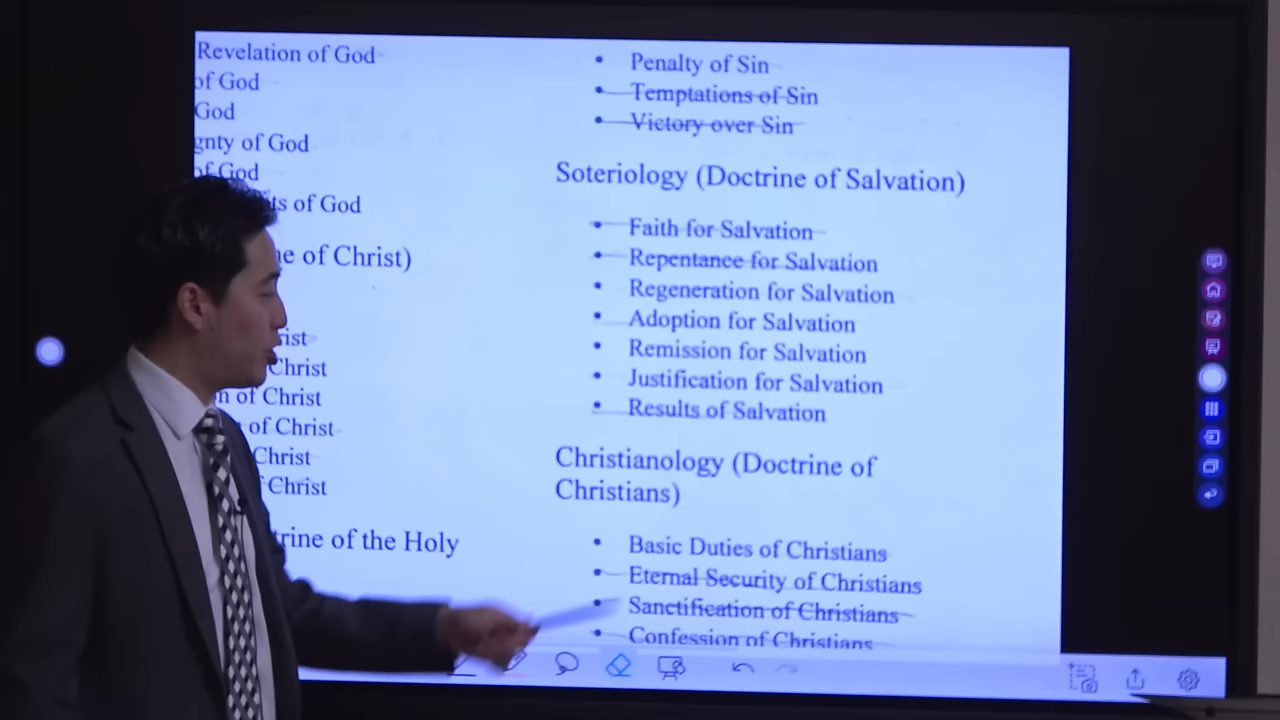 Revelation of God
of God
God
gnty of God
of God
ts of God
ne of Christ)
rist
Christ
n of Christ
of Christ
Christ
Christ
trine of the Holy
• Penalty of Sin
• Temptations of Sin
• Victory over Sin
Soteriology (Doctrine of Salvation)
• Faith for Salvation
• Repentance for Salvation
• Regeneration for Salvation
• Adoption for Salvation
• Remission for Salvation
• Justification for Salvation
• Results of Salvation
Christianology (Doctrine of
Christians)
• Basic Duties of Christians
• Eternal Security of Christians
• Sanctification of Christians
• Confession of Christians